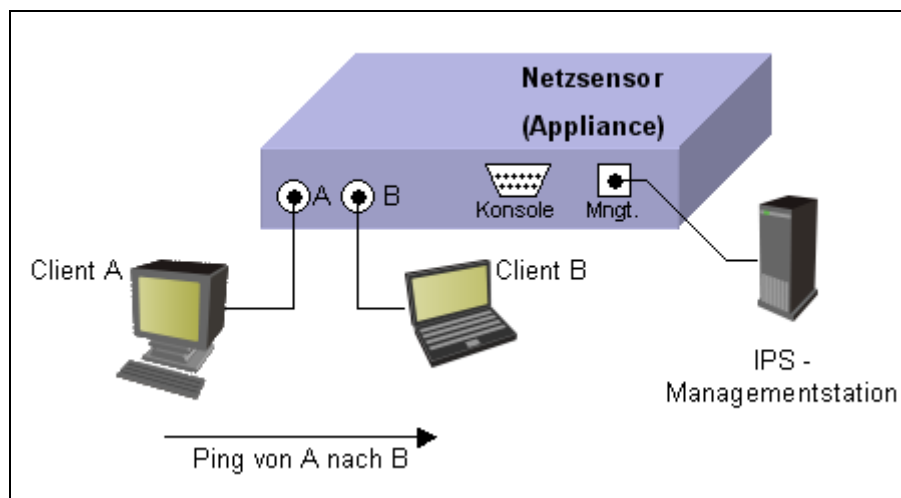 Netzsensor
(Appliance)
A
B
Konsole
Mngt.
Client A
Client B
IPS -
Managementstation
Ping von A nach B